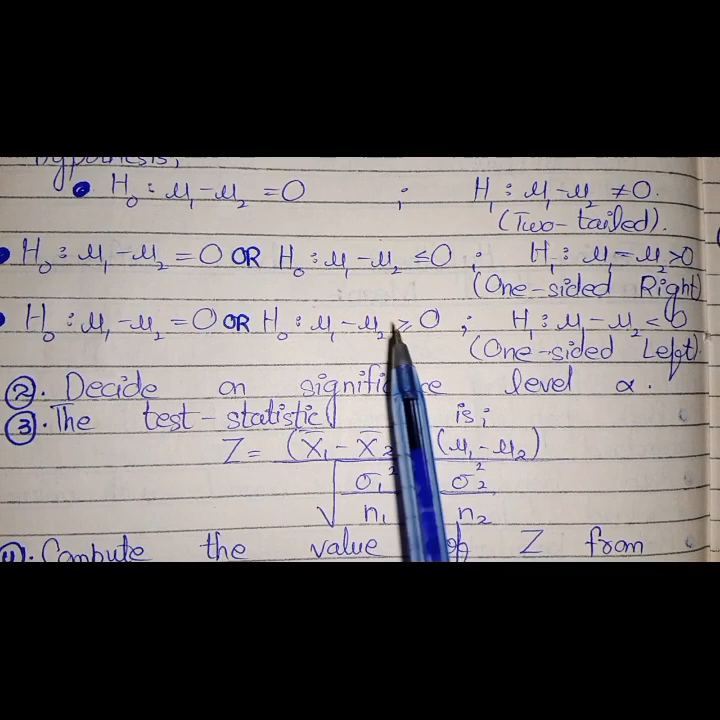 hypothesis;
• H₀ : μ₁ - μ₂ = 0 ; H₁ : μ₁ - μ₂ ≠ 0.
(Two-tailed).
• H₀ : μ₁ - μ₂ = 0 OR H₀ : μ₁ - μ₂ ≤ 0 ; H₁ : μ₁ - μ₂ > 0
(One-sided Right)
• H₀ : μ₁ - μ₂ = 0 OR H₀ : μ₁ - μ₂ ≥ 0 ; H₁ : μ₁ - μ₂ < 0
(One-sided Left).
②. Decide on level α.
③. The test-statistic is;
Z = (X̄₁ - X̄₂) (μ₁ - μ₂)
√ σ₁² σ₂²
n₁ n₂
④. Compute the value of Z from